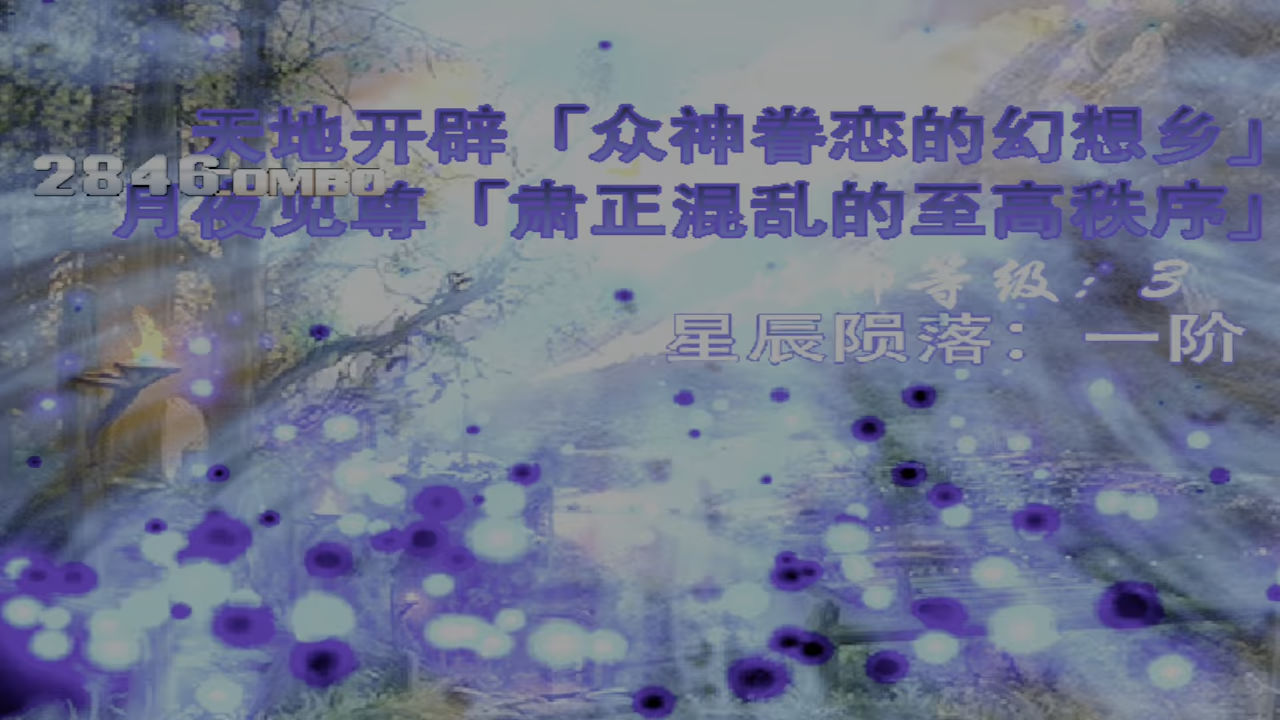 天地开辟「众神眷恋的幻想乡」
2846COMBO
月夜见尊「肃正混乱的至高秩序」
等级：3
星辰陨落：一阶